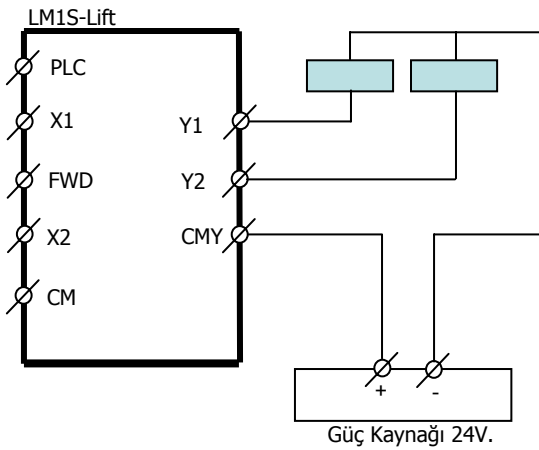 LM1S-Lift
PLC
X1
Y1
FWD
Y2
X2
CMY
CM
+ -
Güç Kaynağı 24V.